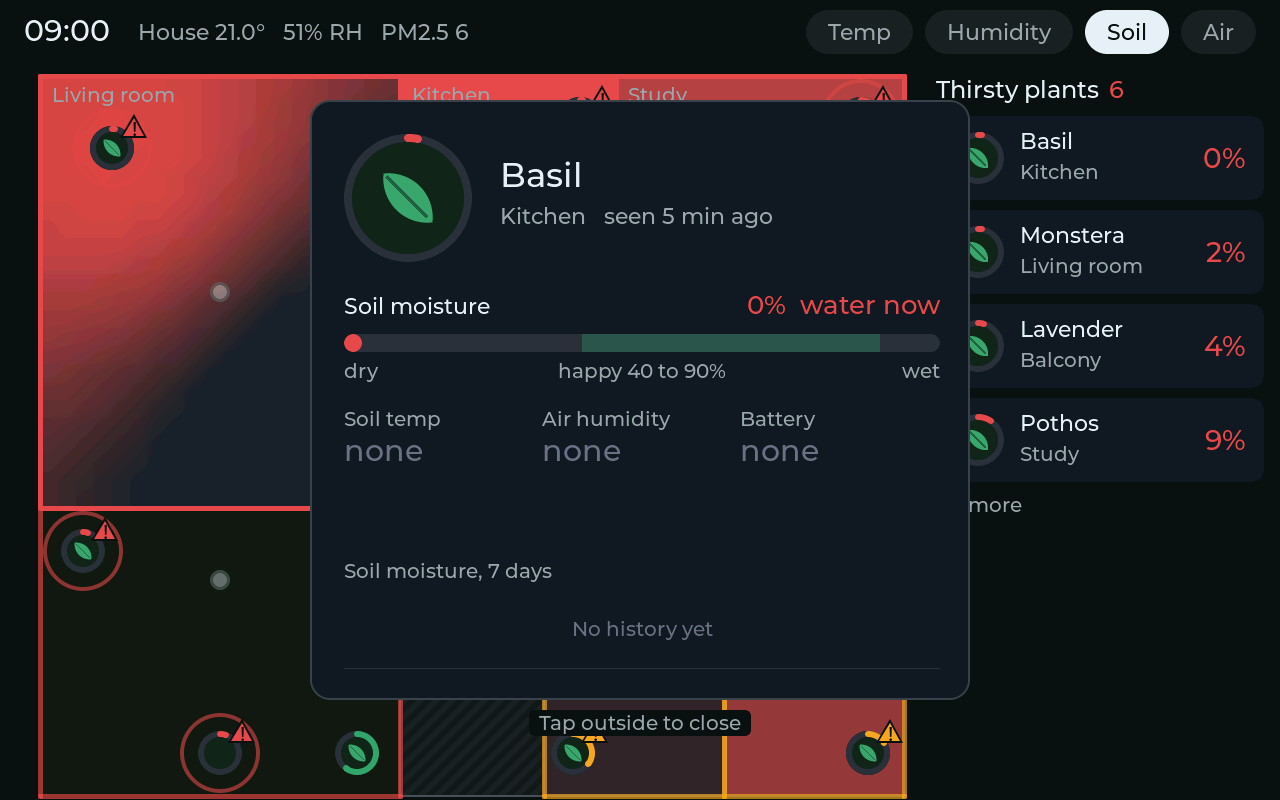 09:00 House 21.0° 51% RH PM2.5 6 Temp Humidity Soil Air
Living room
Kitchen
Study
Thirsty plants 6
Basil
Kitchen
0%
Monstera
Living room
2%
Lavender
Balcony
4%
Pothos
Study
9%
more
Basil
Kitchen seen 5 min ago
Soil moisture 0% water now
dry happy 40 to 90% wet
Soil temp Air humidity Battery
none none none
Soil moisture, 7 days
No history yet
Tap outside to close